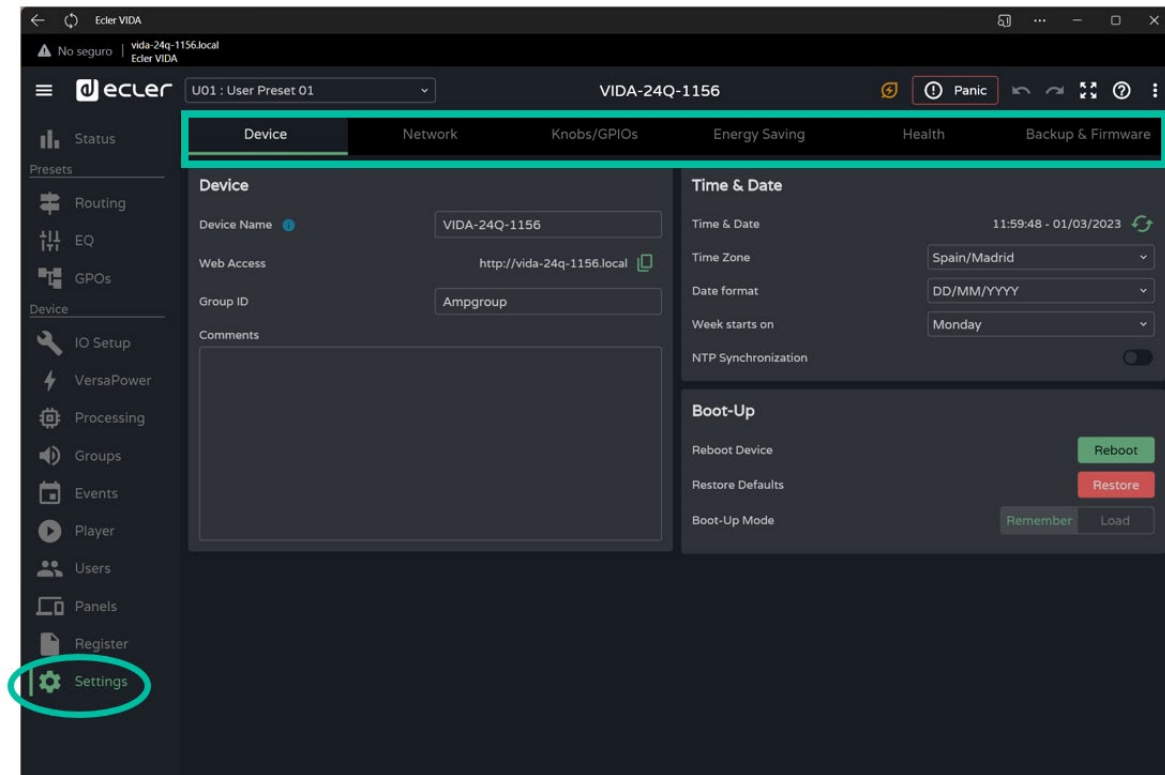 Ecler VIDA
No seguro | vida-24q-1156.local
Ecler VIDA
ecler
U01 : User Preset 01
VIDA-24Q-1156
Panic
Status
Presets
Routing
EQ
GPOs
Device
IO Setup
VersaPower
Processing
Groups
Events
Player
Users
Panels
Register
Settings
Device Network Knobs/GPIOs Energy Saving Health Backup & Firmware
Device
Device Name VIDA-24Q-1156
Web Access http://vida-24q-1156.local
Group ID Ampgroup
Comments
Time & Date
Time & Date 11:59:48 - 01/03/2023
Time Zone Spain/Madrid
Date format DD/MM/YYYY
Week starts on Monday
NTP Synchronization
Boot-Up
Reboot Device Reboot
Restore Defaults Restore
Boot-Up Mode Remember Load